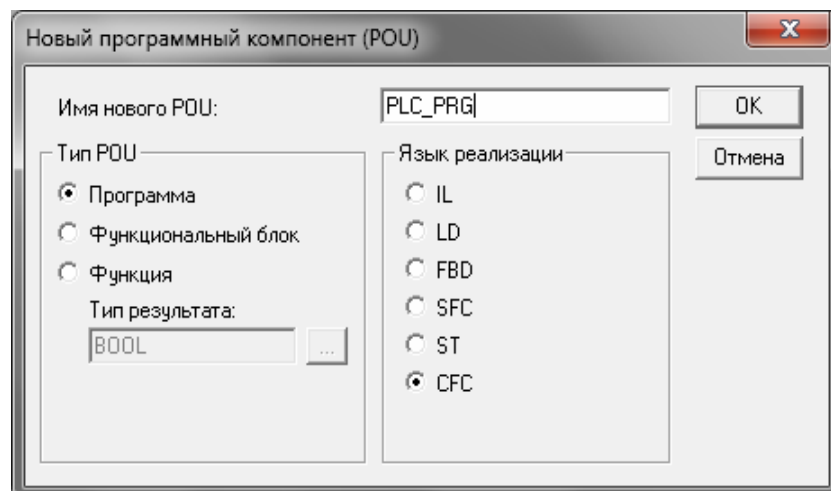 Новый программный компонент (POU)
Имя нового POU:
PLC_PRG
OK
Отмена
Тип POU
Программа
Функциональный блок
Функция
Тип результата:
BOOL
...
Язык реализации
IL
LD
FBD
SFC
ST
CFC